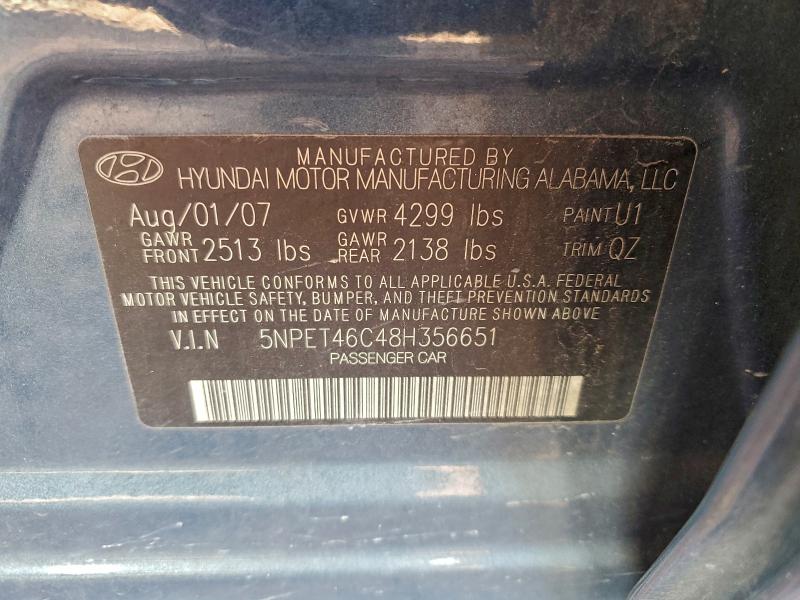 MANUFACTURED BY
HYUNDAI MOTOR MANUFACTURING ALABAMA, LLC
Aug/01/07 GVWR 4299 lbs PAINT U1
GAWR FRONT 2513 lbs GAWR REAR 2138 lbs TRIM QZ
THIS VEHICLE CONFORMS TO ALL APPLICABLE U.S.A. FEDERAL
MOTOR VEHICLE SAFETY, BUMPER, AND THEFT PREVENTION STANDARDS
IN EFFECT ON THE DATE OF MANUFACTURE SHOWN ABOVE
V.I.N 5NPET46C48H356651
PASSENGER CAR